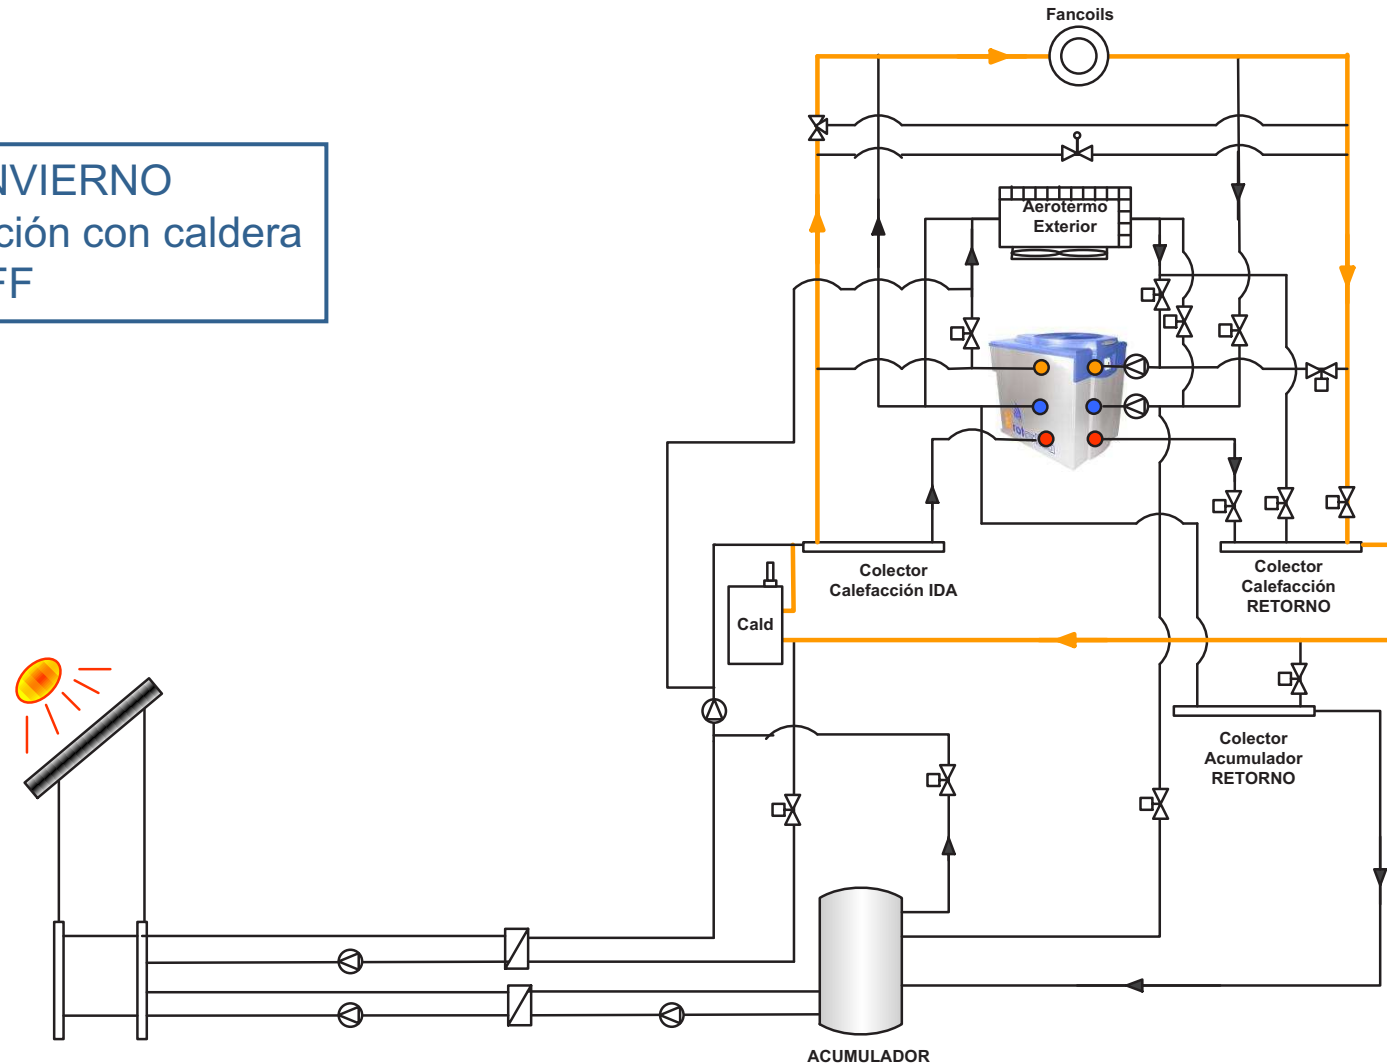 Fancoils
NVIERNO
ción con caldera
FF
Aerotermo
Exterior
Colector
Calefacción IDA
Colector
Calefacción
RETORNO
Cald
Colector
Acumulador
RETORNO
ACUMULADOR